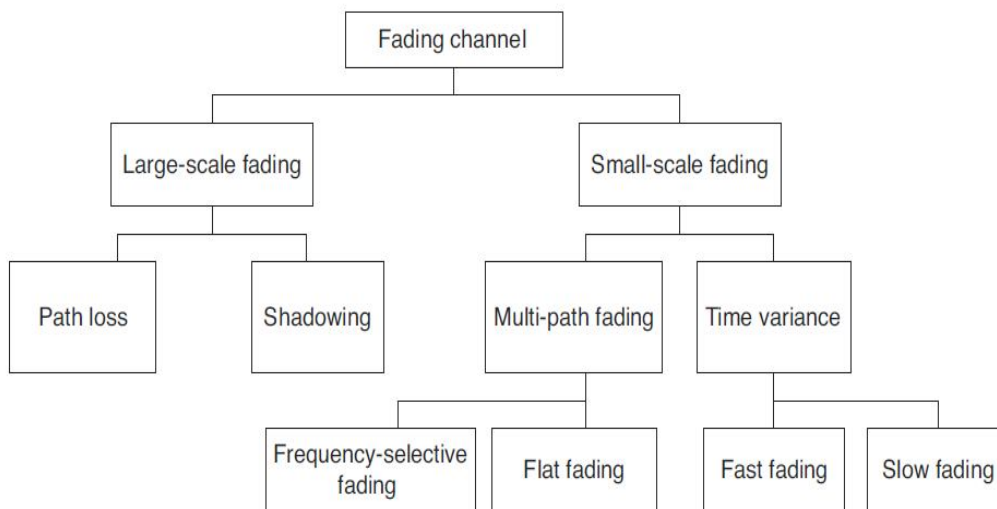 Fading channel
Large-scale fading
Small-scale fading
Path loss
Shadowing
Multi-path fading
Time variance
Frequency-selective
fading
Flat fading
Fast fading
Slow fading